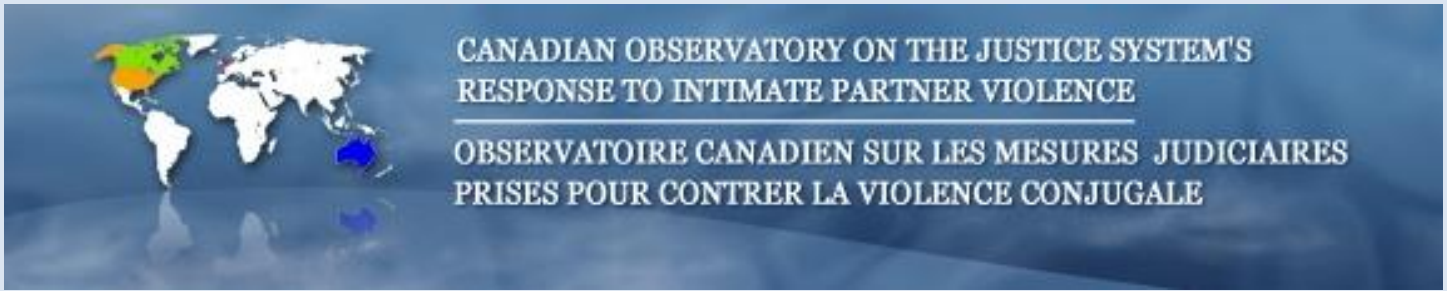 CANADIAN OBSERVATORY ON THE JUSTICE SYSTEM'S
RESPONSE TO INTIMATE PARTNER VIOLENCE
OBSERVATOIRE CANADIEN SUR LES MESURES JUDICIAIRES
PRISES POUR CONTRER LA VIOLENCE CONJUGALE